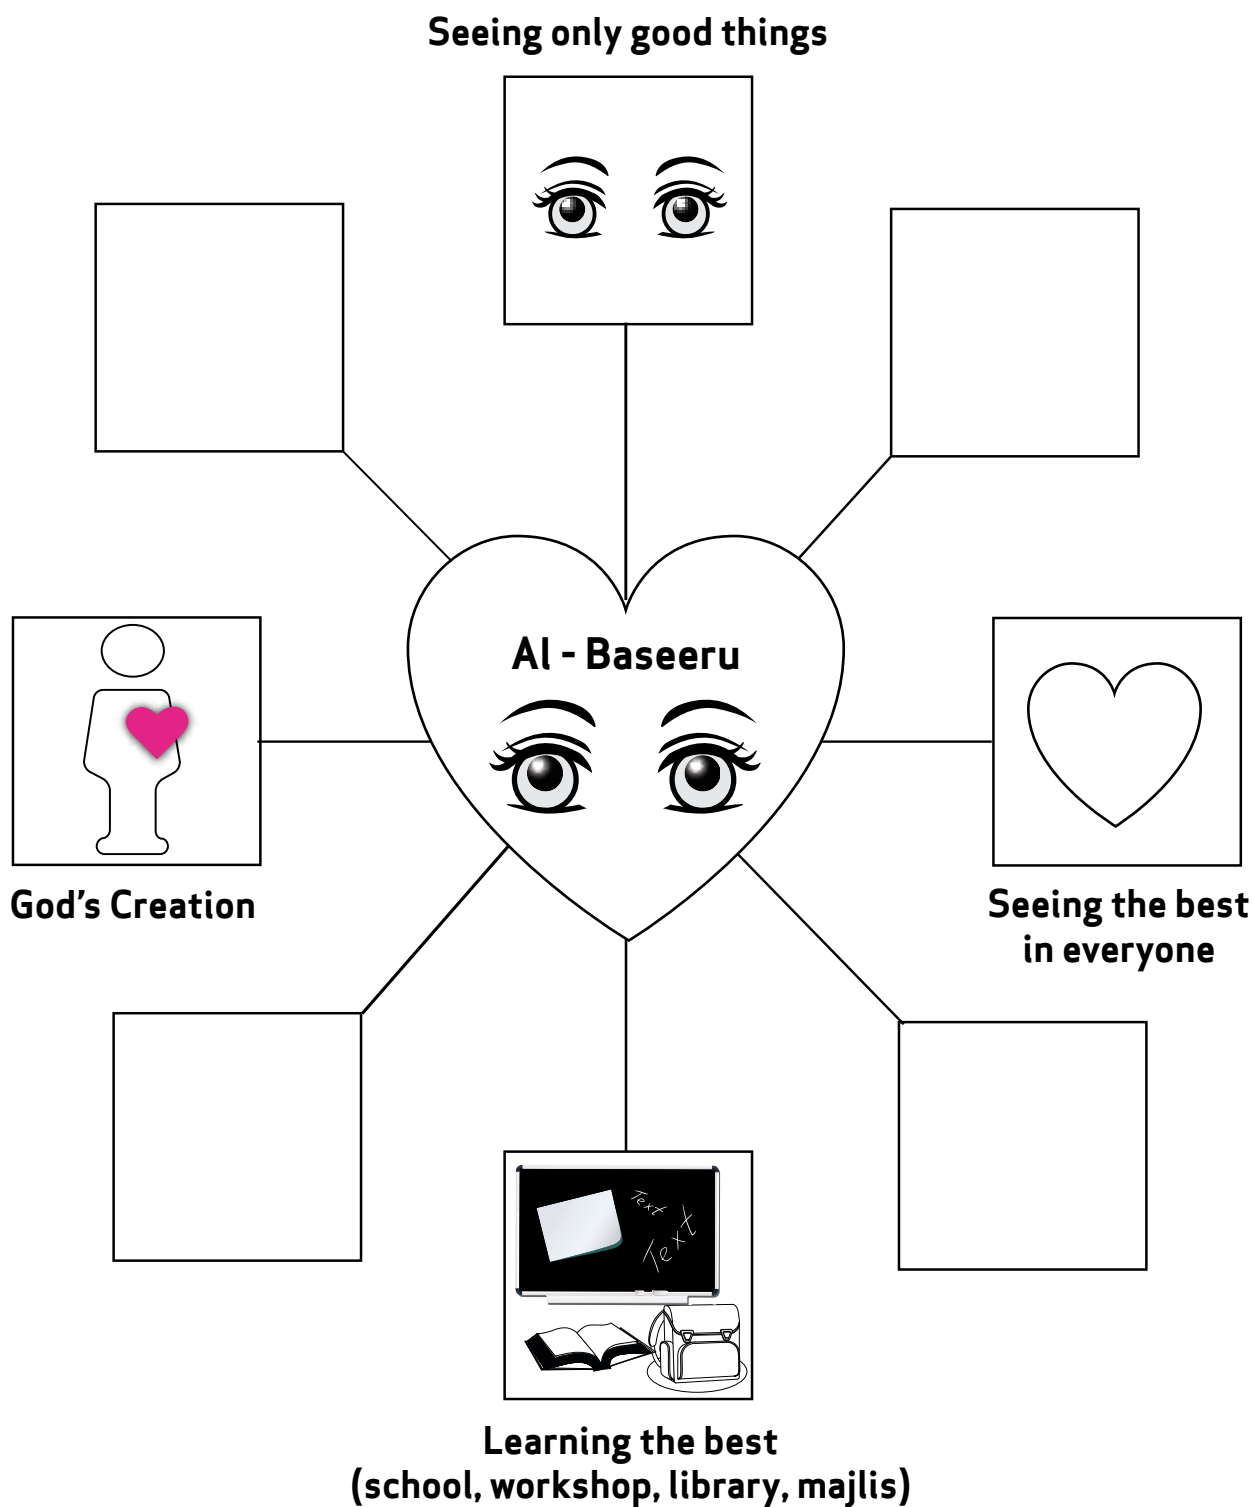 Seeing only good things
Al - Baseeru
God's Creation
Seeing the best
in everyone
Text
Text
Learning the best
(school, workshop, library, majlis)